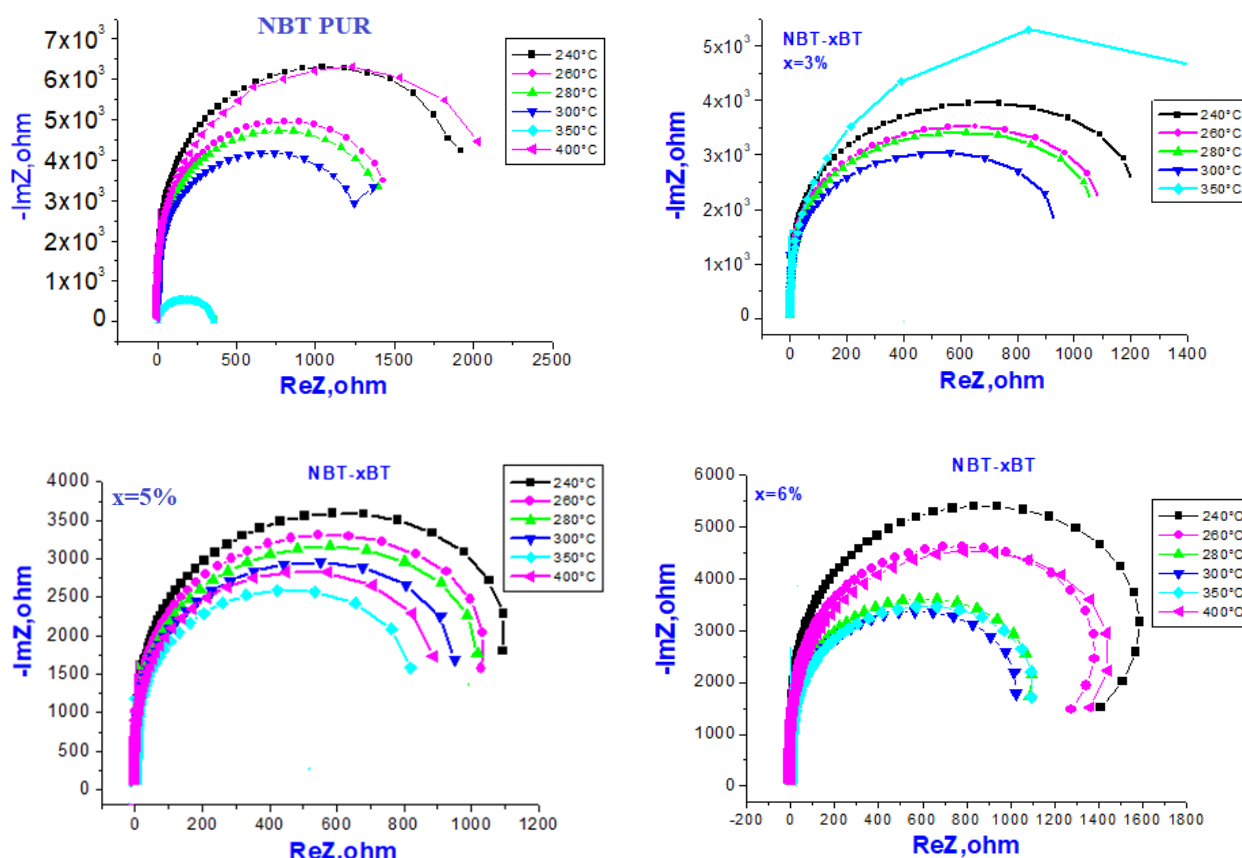 NBT PUR
7x10³
6x10³
5x10³
4x10³
3x10³
2x10³
1x10³
0
-ImZ,ohm
240°C
260°C
280°C
300°C
350°C
400°C
0 500 1000 1500 2000 2500
ReZ,ohm
NBT-xBT
x=3%
5x10³
4x10³
3x10³
2x10³
1x10³
0
-ImZ,ohm
240°C
260°C
280°C
300°C
350°C
0 200 400 600 800 1000 1200 1400
ReZ,ohm
NBT-xBT
x=5%
4000
3500
3000
2500
2000
1500
1000
500
0
-ImZ,ohm
240°C
260°C
280°C
300°C
350°C
400°C
0 200 400 600 800 1000 1200
ReZ,ohm
NBT-xBT
x=6%
6000
5000
4000
3000
2000
1000
0
-ImZ,ohm
240°C
260°C
280°C
300°C
350°C
400°C
-200 0 200 400 600 800 1000 1200 1400 1600 1800
ReZ,ohm